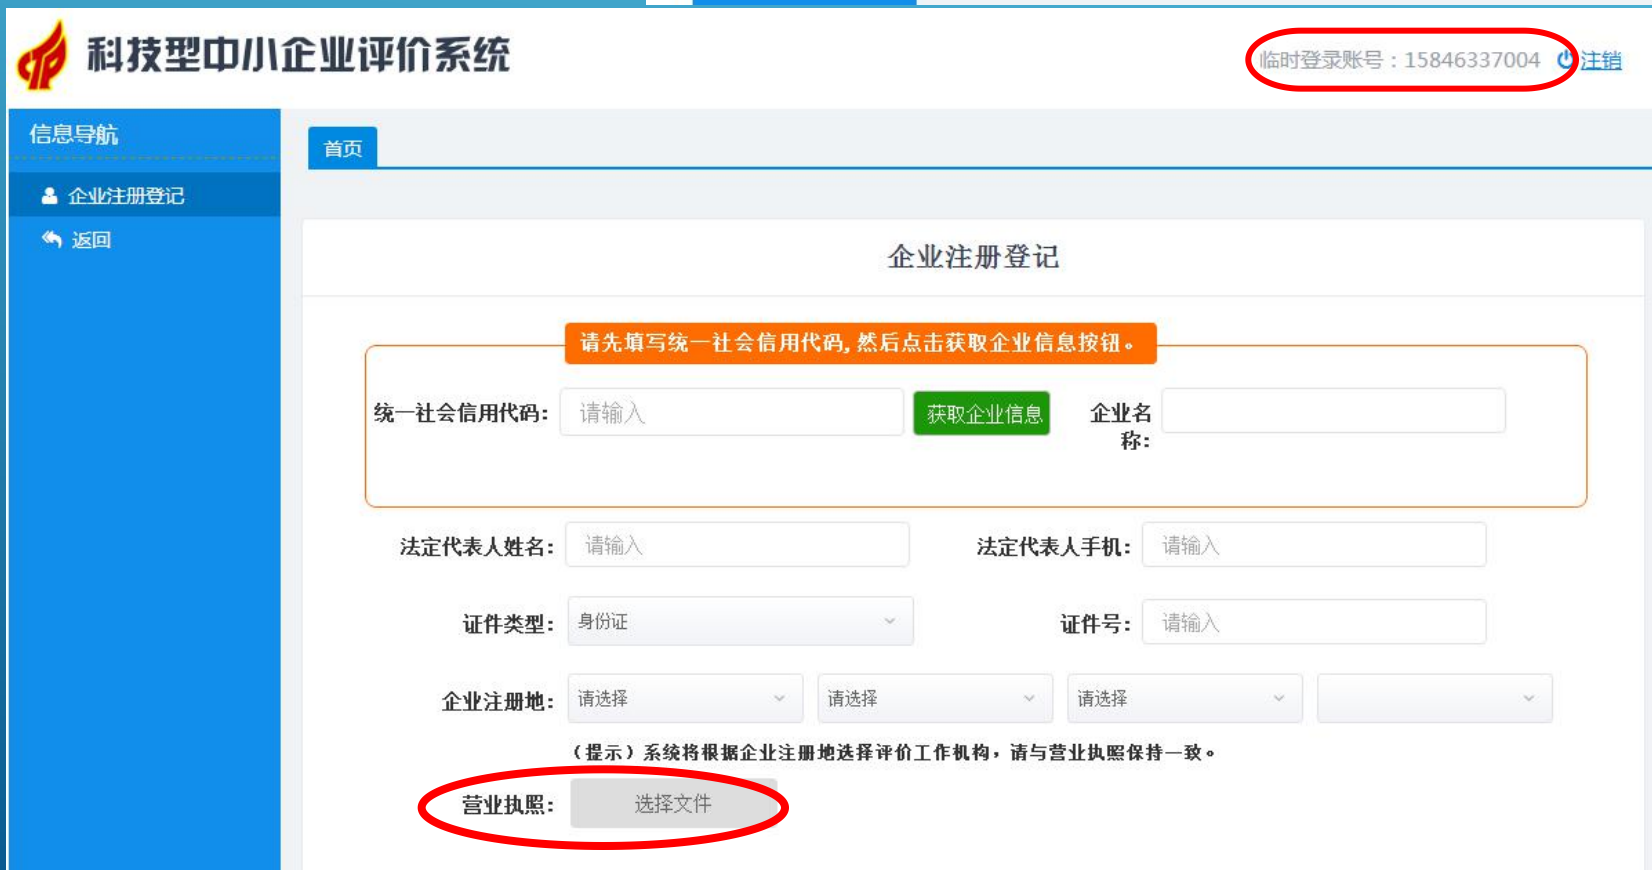 科技型中小企业评价系统
临时登录账号：15846337004 注销
信息导航
首页
企业注册登记
返回
企业注册登记
请先填写统一社会信用代码,然后点击获取企业信息按钮。
统一社会信用代码: 请输入 获取企业信息 企业名
称:
法定代表人姓名: 请输入 法定代表人手机: 请输入
证件类型: 身份证 证件号: 请输入
企业注册地: 请选择 请选择 请选择
（提示）系统将根据企业注册地选择评价工作机构，请与营业执照保持一致。
营业执照: 选择文件